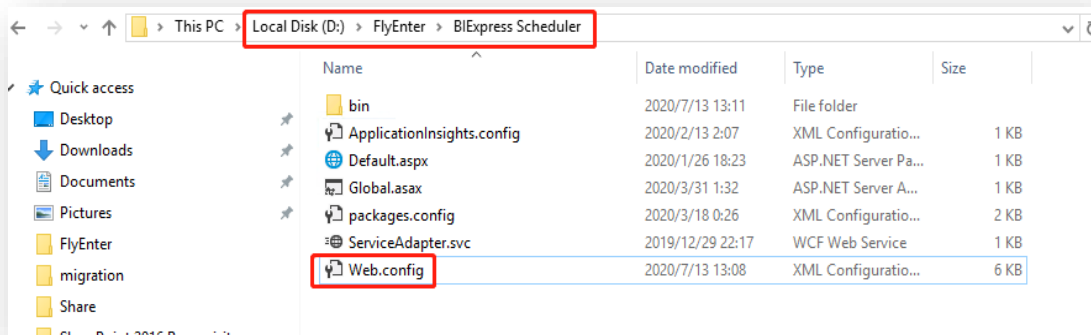 This PC > Local Disk (D:) > FlyEnter > BIExpress Scheduler
Quick access
Desktop
Downloads
Documents
Pictures
FlyEnter
migration
Share
Name Date modified Type Size
bin 2020/7/13 13:11 File folder
ApplicationInsights.config 2020/2/13 2:07 XML Configuratio... 1 KB
Default.aspx 2020/1/26 18:23 ASP.NET Server Pa... 1 KB
Global.asax 2020/3/31 1:32 ASP.NET Server A... 1 KB
packages.config 2020/3/18 0:26 XML Configuratio... 2 KB
ServiceAdapter.svc 2019/12/29 22:17 WCF Web Service 1 KB
Web.config 2020/7/13 13:08 XML Configuratio... 6 KB